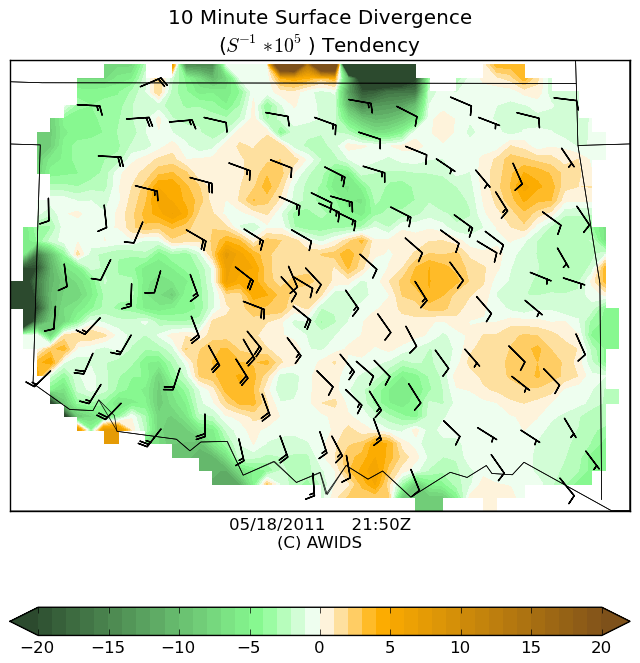 10 Minute Surface Divergence
(S⁻¹ *10⁵ ) Tendency
05/18/2011 21:50Z
(C) AWIDS
−20 −15 −10 −5 0 5 10 15 20